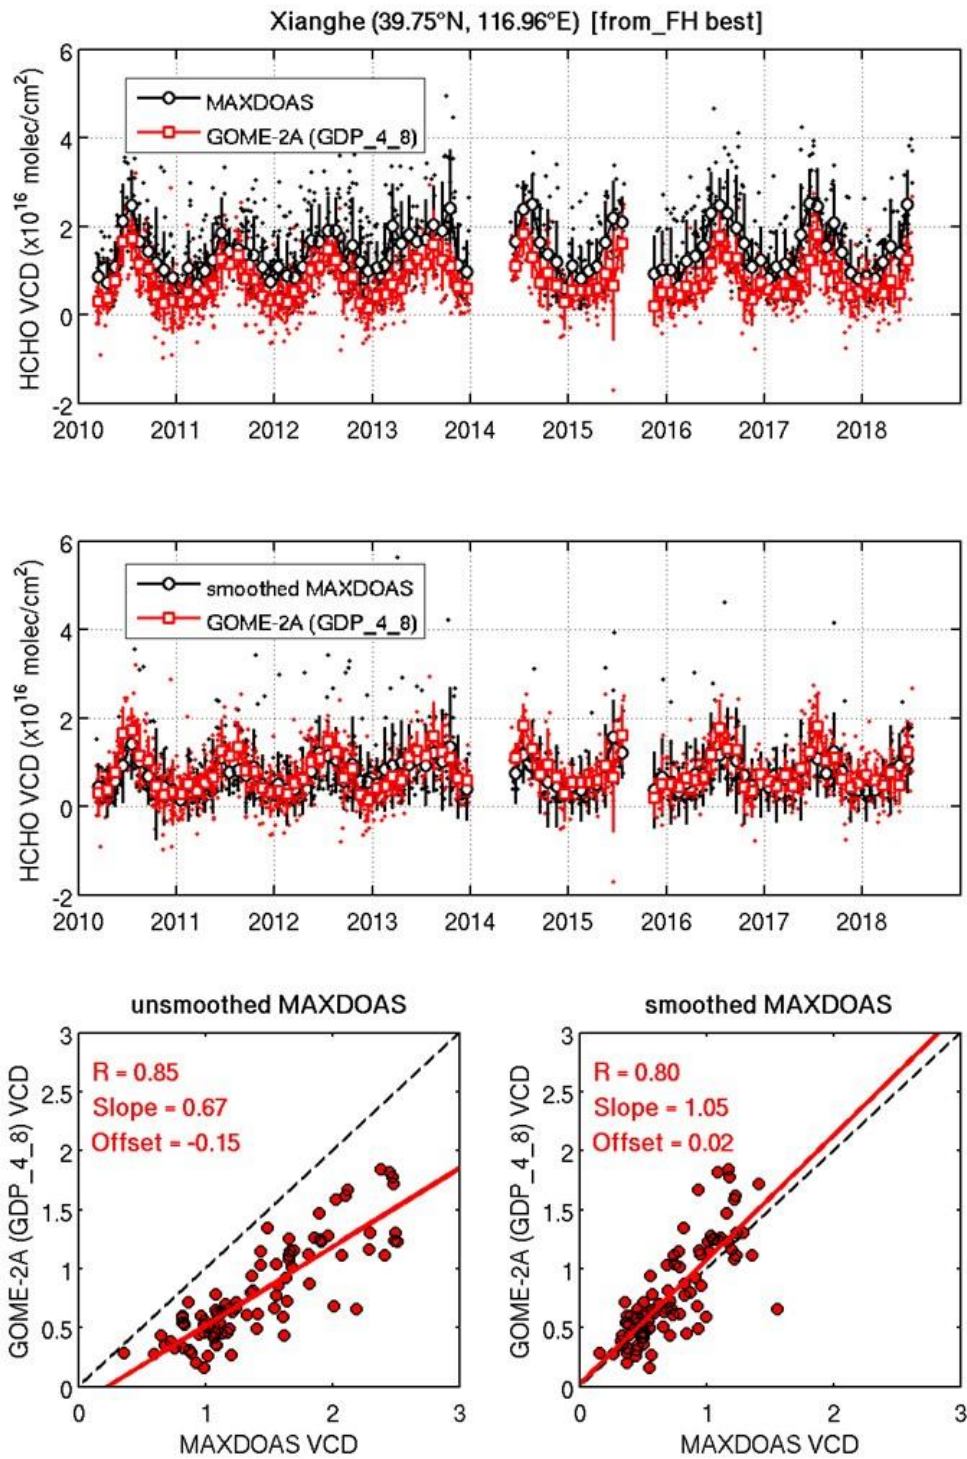 Xianghe (39.75°N, 116.96°E) [from_FH best]
HCHO VCD (x10^16 molec/cm^2)
6
4
2
0
-2
MAXDOAS
GOME-2A (GDP_4_8)
2010 2011 2012 2013 2014 2015 2016 2017 2018
HCHO VCD (x10^16 molec/cm^2)
6
4
2
0
-2
smoothed MAXDOAS
GOME-2A (GDP_4_8)
2010 2011 2012 2013 2014 2015 2016 2017 2018
unsmoothed MAXDOAS
GOME-2A (GDP_4_8) VCD
3
2.5
2
1.5
1
0.5
0
R = 0.85
Slope = 0.67
Offset = -0.15
0 1 2 3
MAXDOAS VCD
smoothed MAXDOAS
GOME-2A (GDP_4_8) VCD
3
2.5
2
1.5
1
0.5
0
R = 0.80
Slope = 1.05
Offset = 0.02
0 1 2 3
MAXDOAS VCD